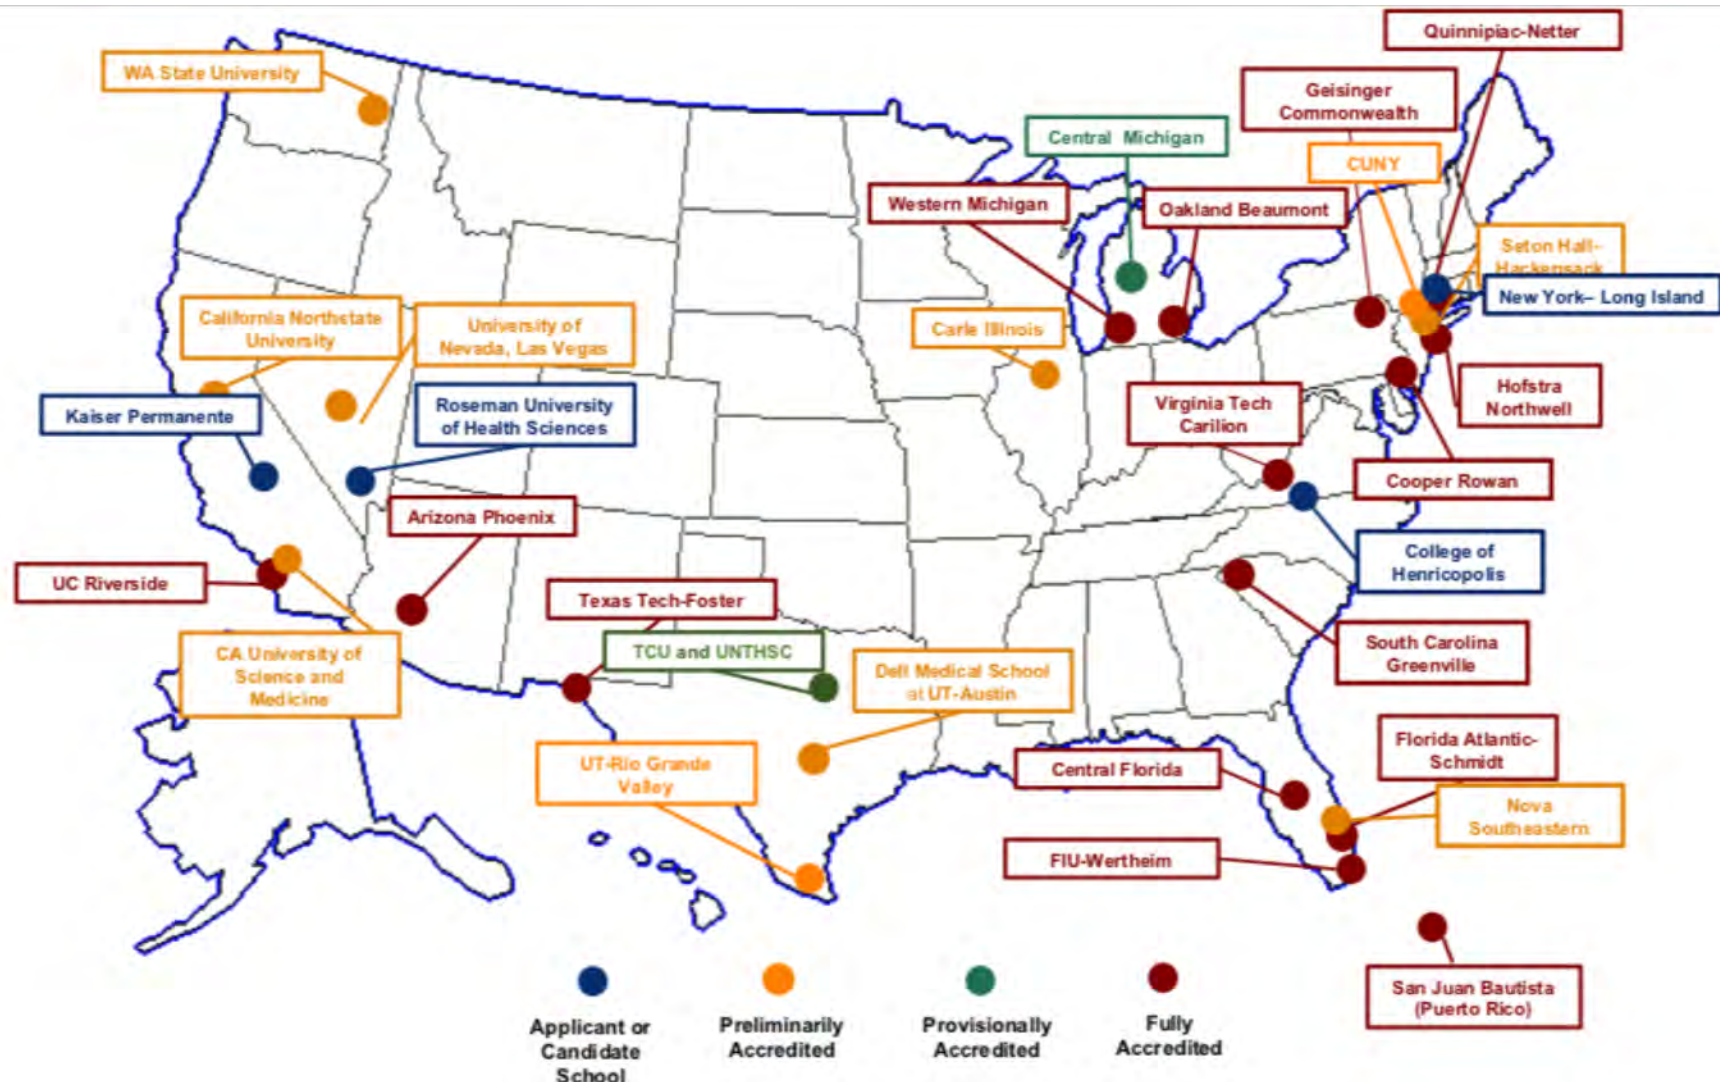 Quinnipiac-Netter
WA State University
Geisinger
Commonwealth
Central Michigan
CUNY
Western Michigan
Oakland Beaumont
Seton Hall-
Hackensack
New York– Long Island
California Northstate
University
University of
Nevada, Las Vegas
Carle Illinois
Kaiser Permanente
Roseman University
of Health Sciences
Virginia Tech
Carilion
Hofstra
Northwell
Cooper Rowan
Arizona Phoenix
College of
Henricopolis
UC Riverside
Texas Tech-Foster
TCU and UNTHSC
South Carolina
Greenville
CA University of
Science and
Medicine
Dell Medical School
at UT-Austin
Florida Atlantic-
Schmidt
UT-Rio Grande
Valley
Central Florida
Nova
Southeastern
FIU-Wertheim
San Juan Bautista
(Puerto Rico)
Applicant or
Candidate
School
Preliminarily
Accredited
Provisionally
Accredited
Fully
Accredited